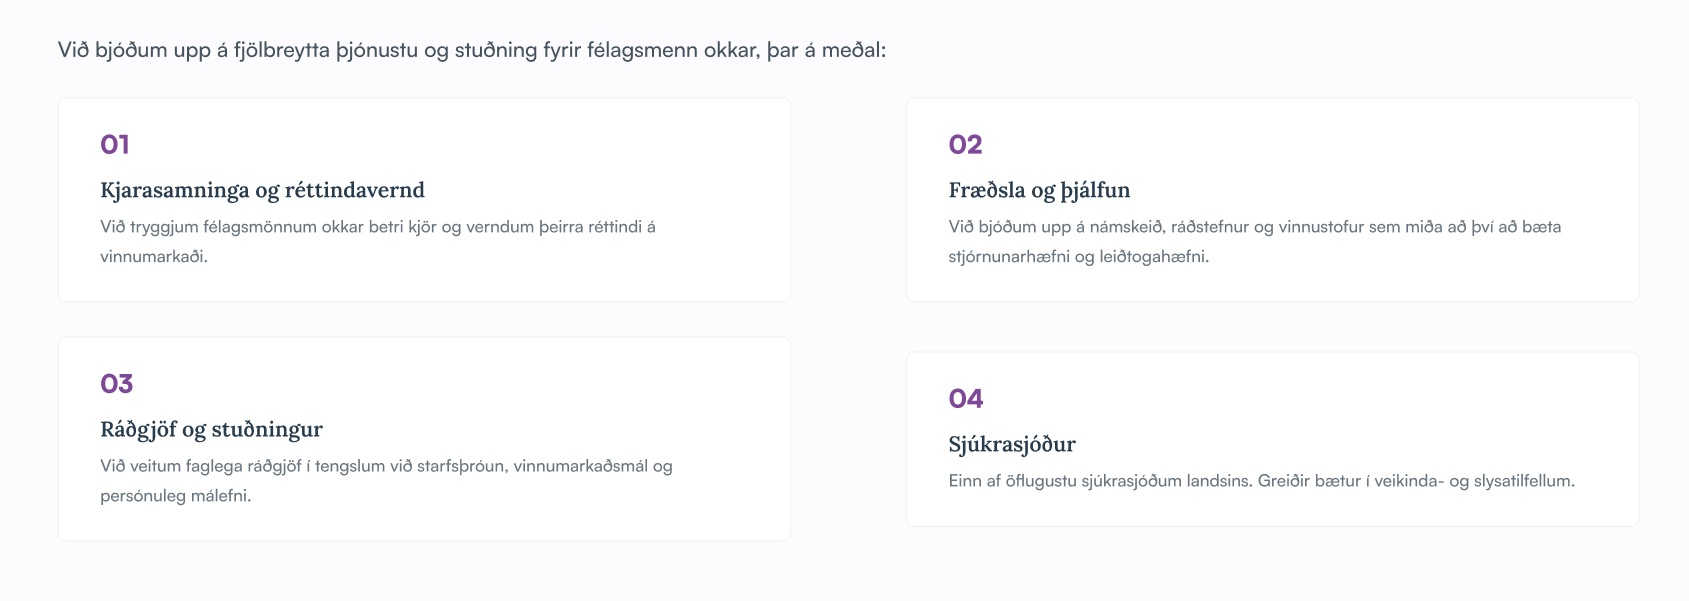 Við bjóðum upp á fjölbreytta þjónustu og stuðning fyrir félagsmenn okkar, þar á meðal:
01
Kjarasamninga og réttindavernd
Við tryggjum félagsmönnum okkar betri kjör og verndum þeirra réttindi á
vinnumarkaði.
02
Fræðsla og þjálfun
Við bjóðum upp á námskeið, ráðstefnur og vinnustofur sem miða að því að bæta
stjórnunarhæfni og leiðtogahæfni.
03
Ráðgjöf og stuðningur
Við veitum faglega ráðgjöf í tengslum við starfsþróun, vinnumarkaðsmál og
persónuleg málefni.
04
Sjúkrasjóður
Einn af öflugustu sjúkrasjóðum landsins. Greiðir bætur í veikinda- og slysatilfellum.